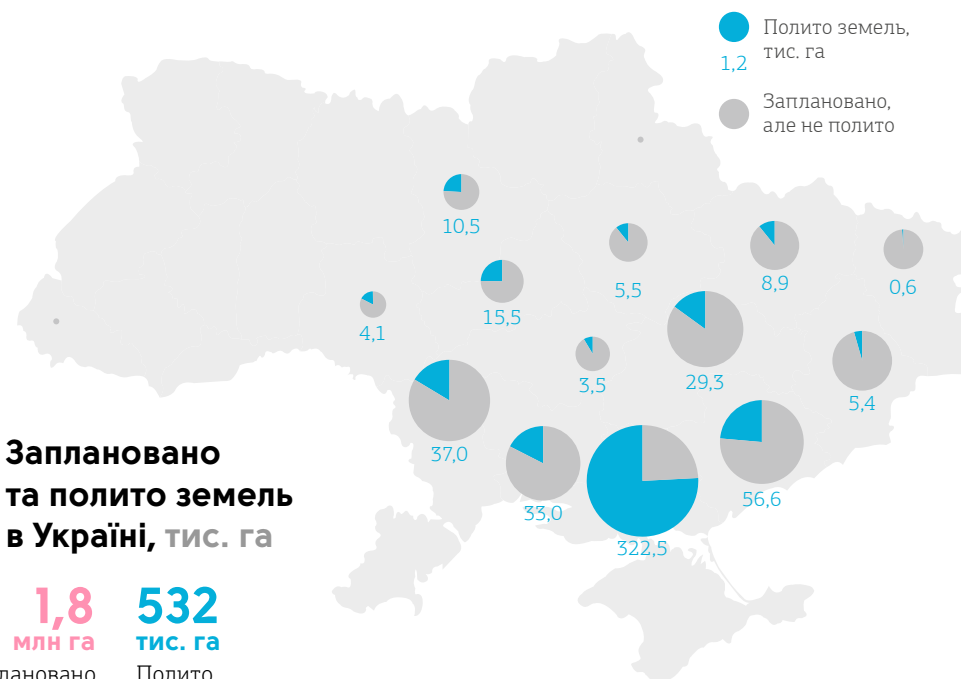 Полито земель,
тис. га
1,2
Заплановано,
але не полито
10,5
5,5
8,9
0,6
15,5
4,1
3,5
29,3
5,4
37,0
33,0
56,6
322,5
Заплановано
та полито земель
в Україні, тис. га
1,8 532
млн га тис. га
лановано Полито